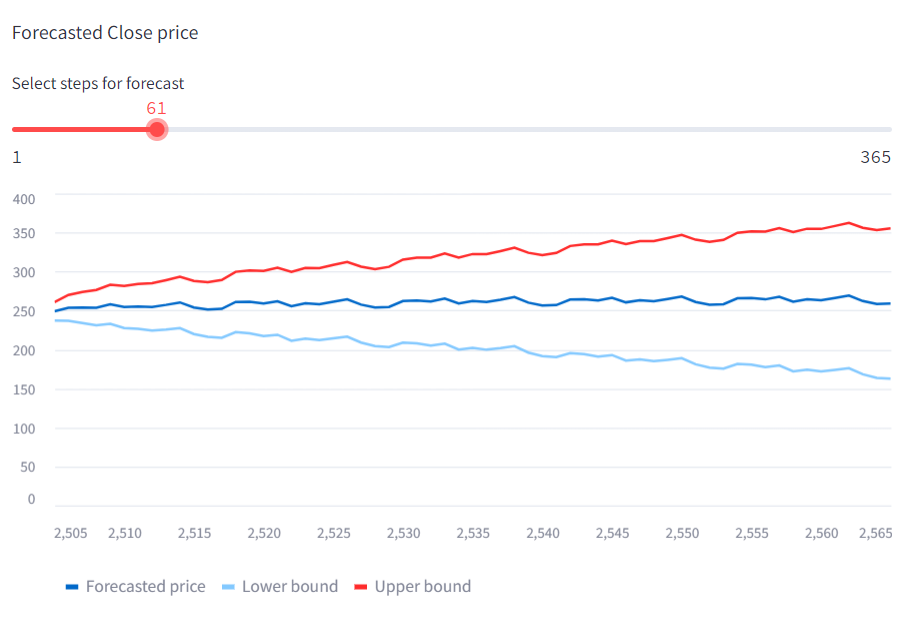 Forecasted Close price
Select steps for forecast
61
1 365
400
350
300
250
200
150
100
50
0
2,505 2,510 2,515 2,520 2,525 2,530 2,535 2,540 2,545 2,550 2,555 2,560 2,565
Forecasted price Lower bound Upper bound